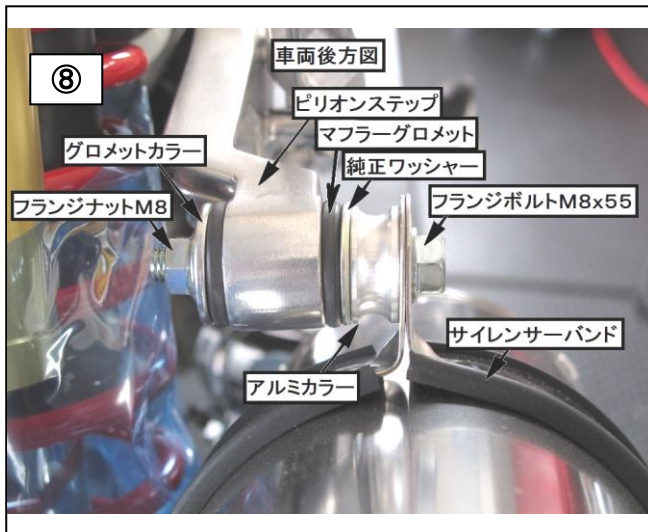 ⑧
車両後方図
ピリオンステップ
マフラーグロメット
グロメットカラー
純正ワッシャー
フランジナットM8
フランジボルトM8x55
サイレンサーバンド
アルミカラー